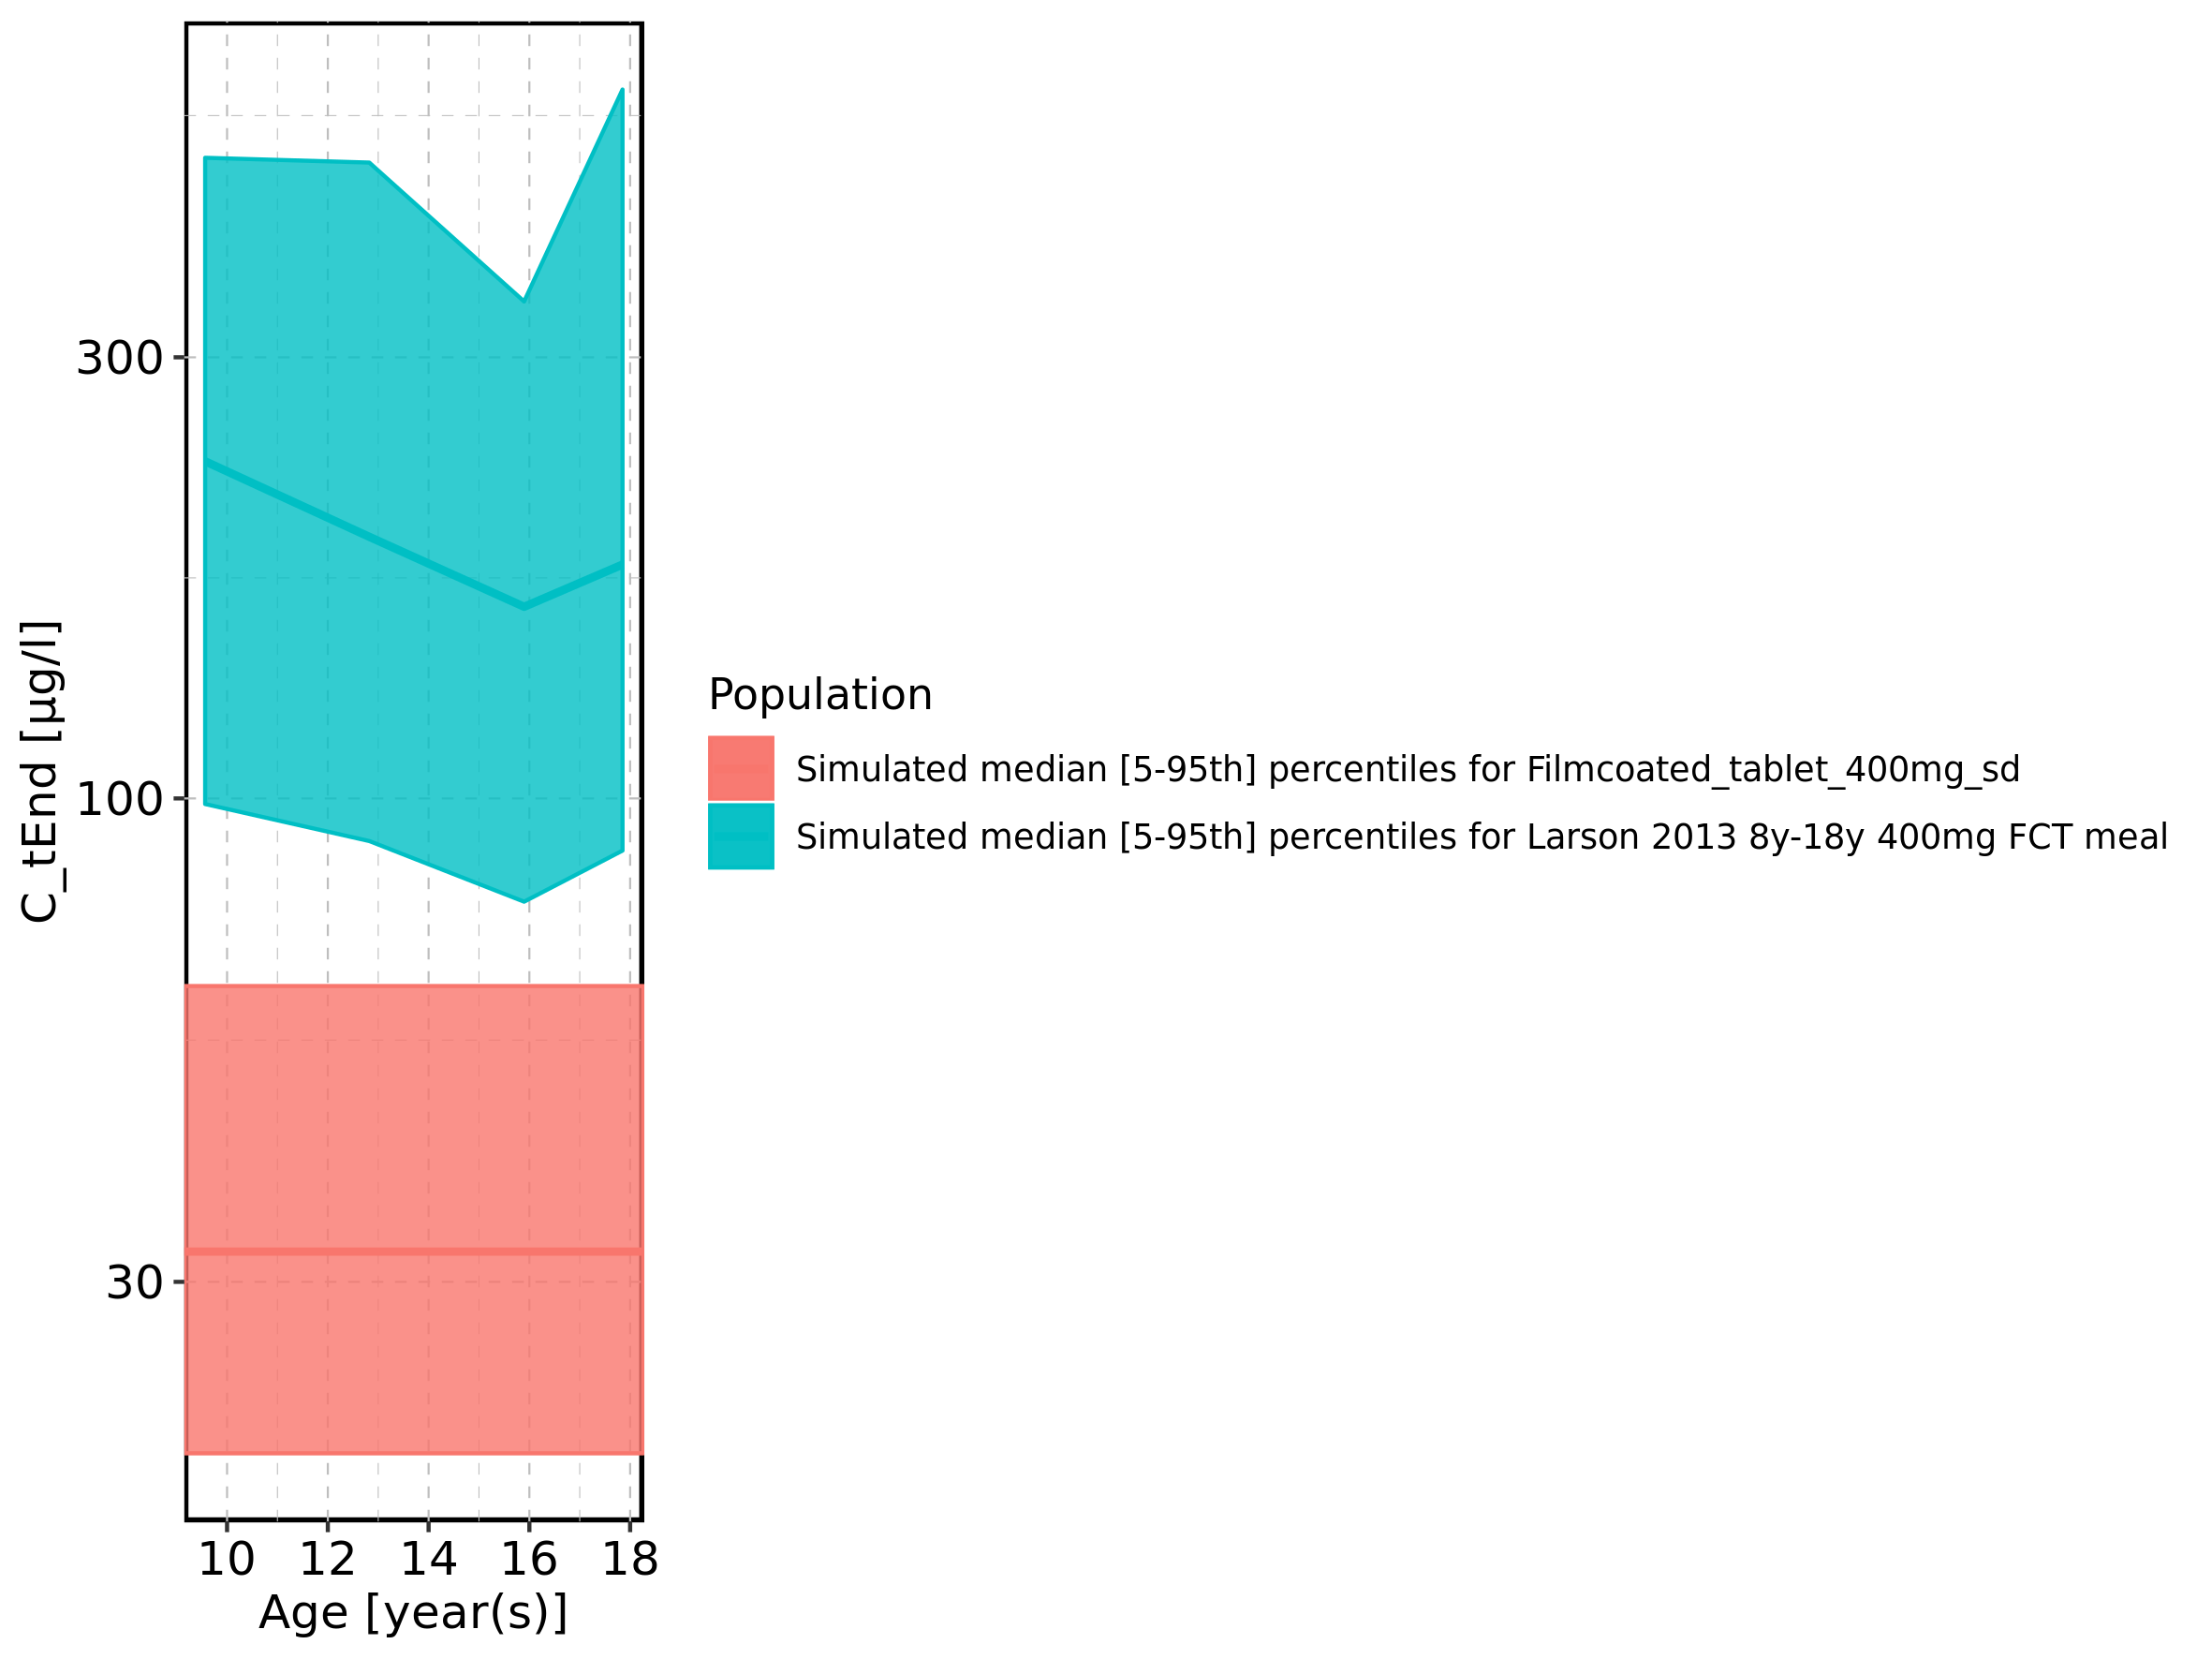 C_tEnd [µg/l]
300
100
30
10 12 14 16 18
Age [year(s)]
Population
Simulated median [5-95th] percentiles for Filmcoated_tablet_400mg_sd
Simulated median [5-95th] percentiles for Larson 2013 8y-18y 400mg FCT meal